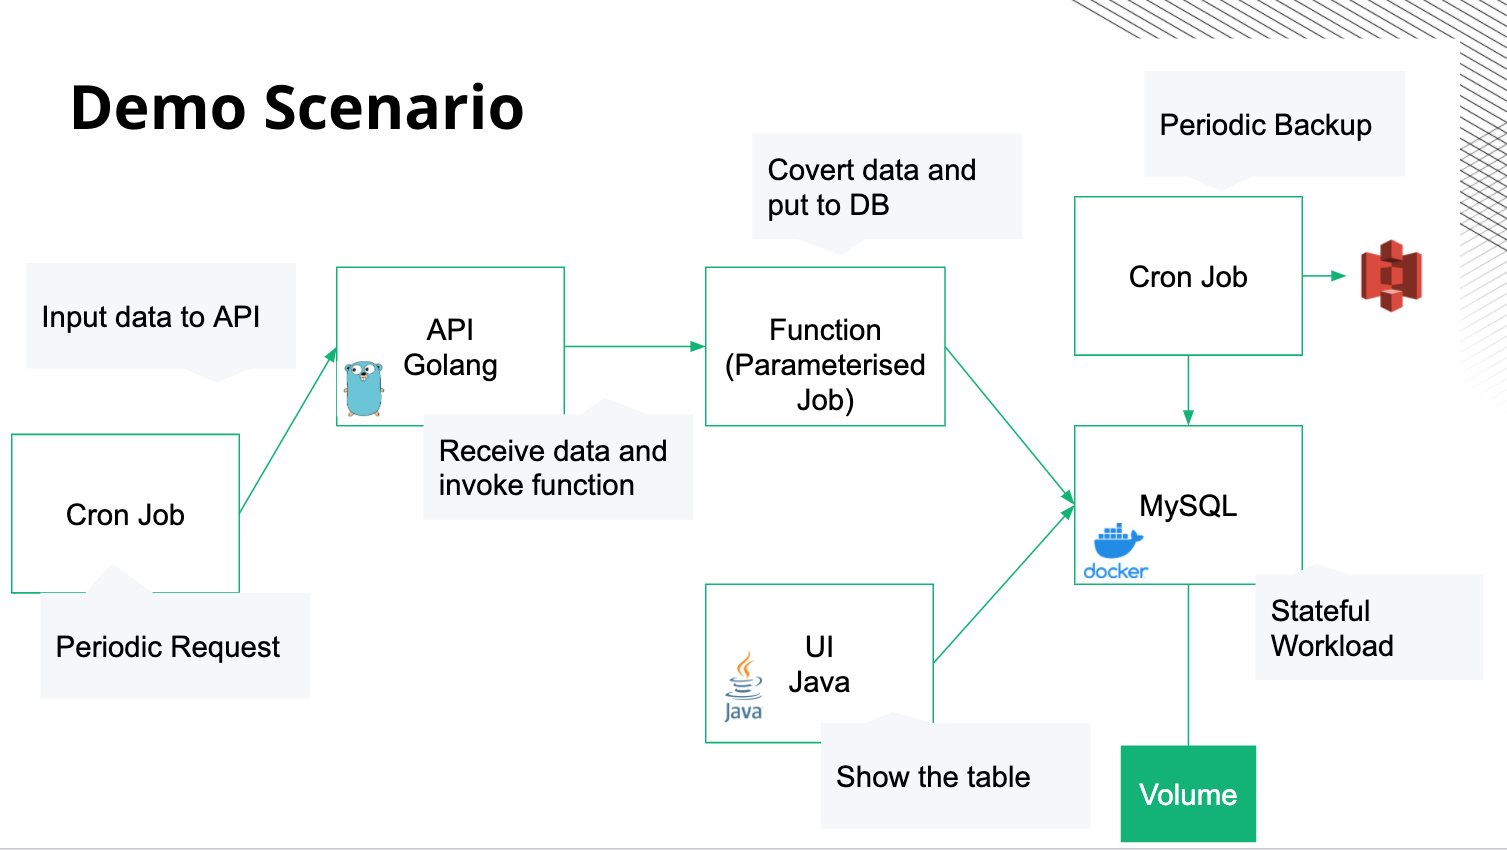 Demo Scenario
Periodic Backup
Covert data and
put to DB
Cron Job
Input data to API
API
Golang
Function
(Parameterised
Job)
Receive data and
invoke function
Cron Job
MySQL
docker
Periodic Request
UI
Java
Java
Stateful
Workload
Show the table
Volume